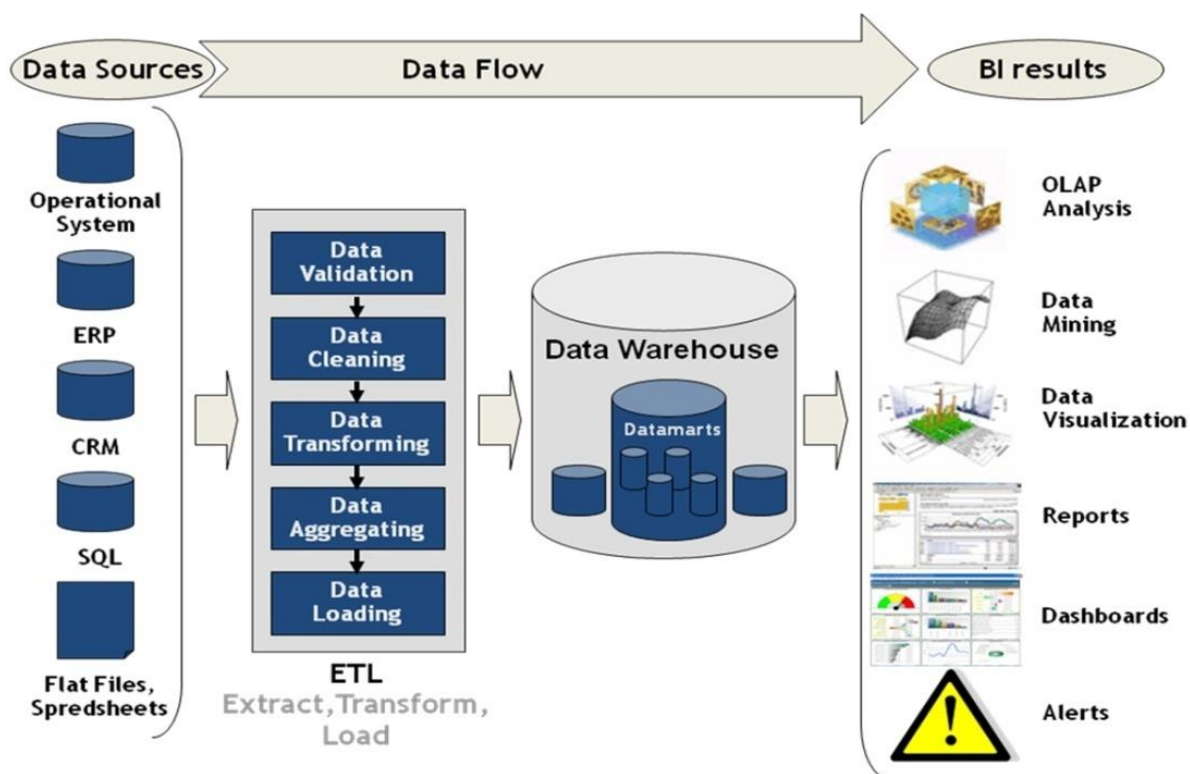 Data Sources
Data Flow
BI results
Operational
System
ERP
CRM
SQL
Flat Files,
Spredsheets
Data
Validation
Data
Cleaning
Data
Transforming
Data
Aggregating
Data
Loading
ETL
Extract,Transform,
Load
Data Warehouse
Datamarts
OLAP
Analysis
Data
Mining
Data
Visualization
Reports
Dashboards
Alerts